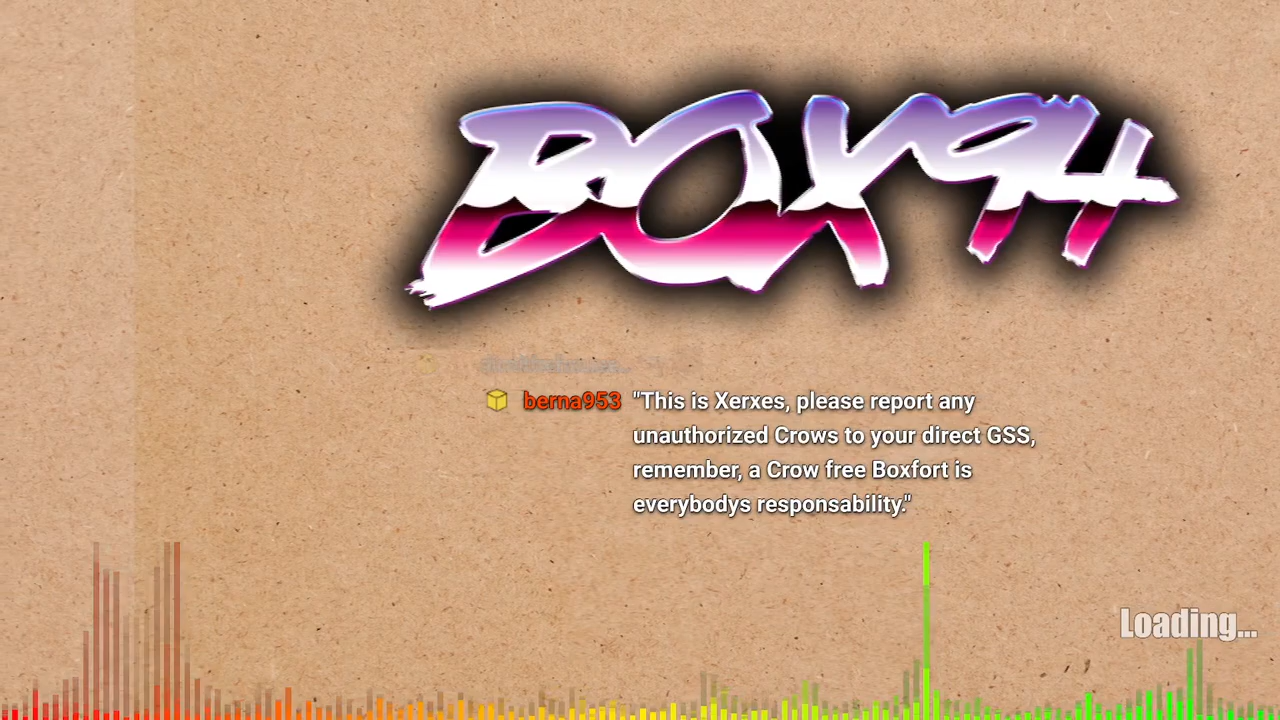 BOX94
berna953 "This is Xerxes, please report any
unauthorized Crows to your direct GSS,
remember, a Crow free Boxfort is
everybodys responsability."
Loading...